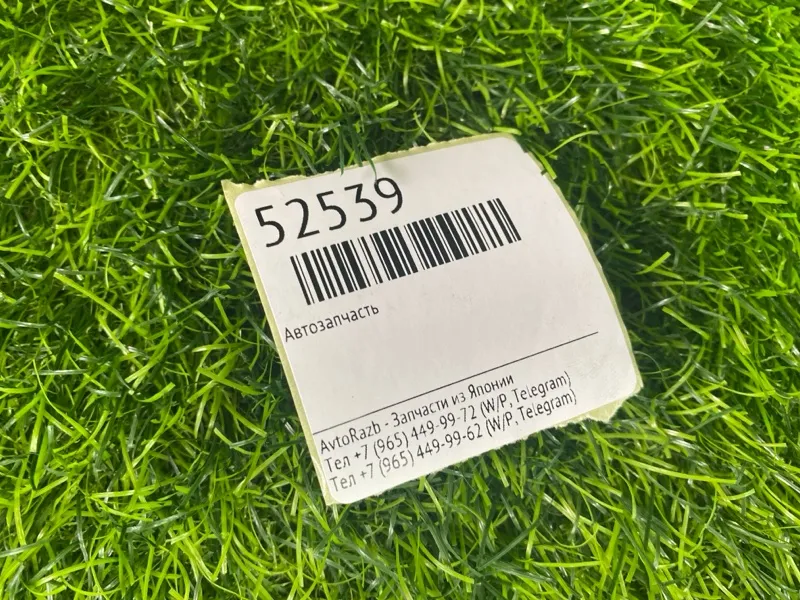 52539
Автозапчасть
AvtoRazb - Запчасти из Японии
Тел +7 (965) 449-99-72 (W/P, Telegram)
Тел +7 (965) 449-99-62 (W/P, Telegram)